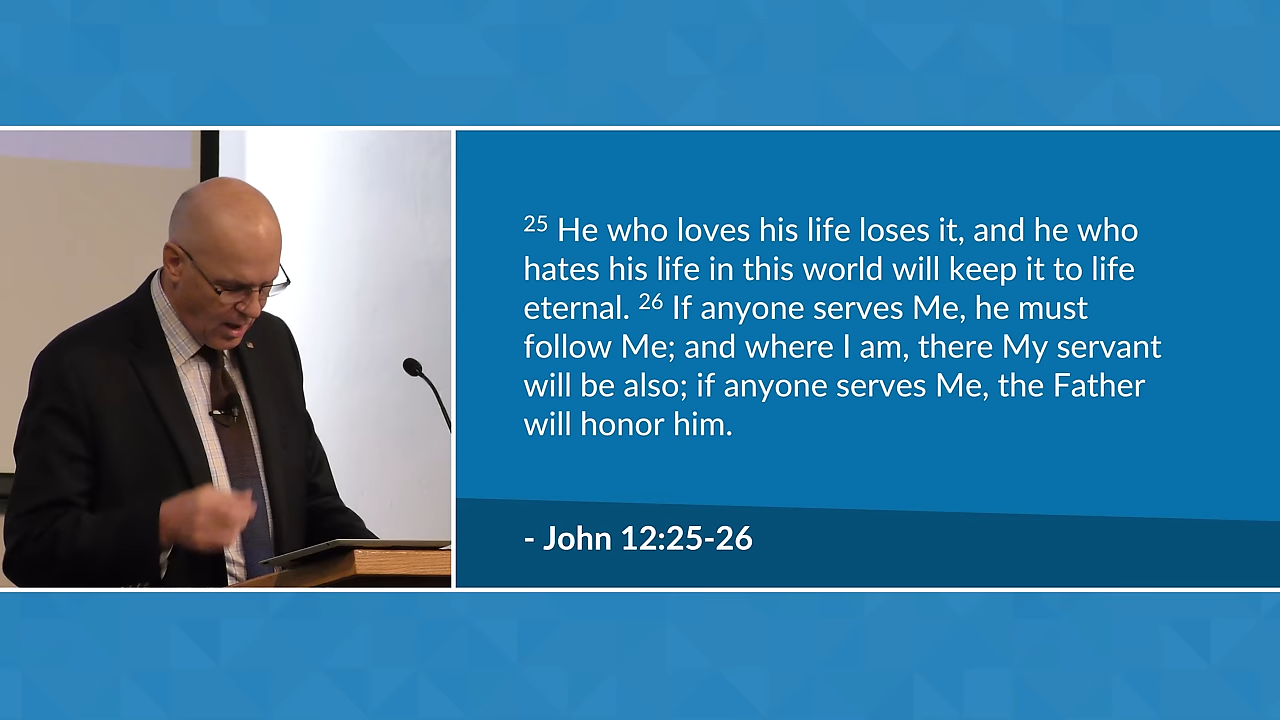 25 He who loves his life loses it, and he who
hates his life in this world will keep it to life
eternal. 26 If anyone serves Me, he must
follow Me; and where I am, there My servant
will be also; if anyone serves Me, the Father
will honor him.
- John 12:25-26